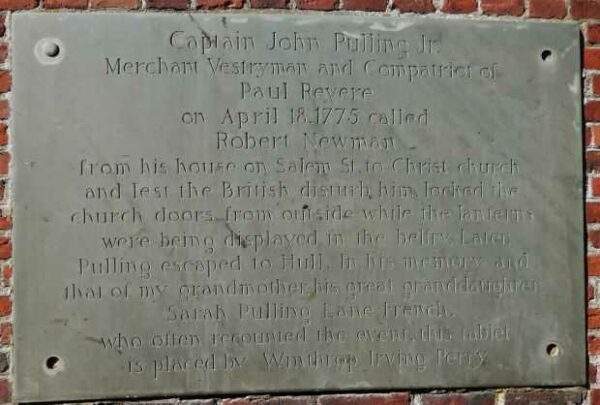 Captain John Pulling Jr.
Merchant Vestryman and Compatriot of
Paul Revere
on April 18, 1775 called
Robert Newman
from his house on Salem St. to Christ church
and lest the British disturb him, locked the
church doors from outside while the lanterns
were being displayed in the belfry. Later
Pulling escaped to Hull. In his memory and
that of my grandmother, his great granddaughter
Sarah Pulling Lane French,
who often recounted the event, this tablet
is placed by Winthrop Irving Perry